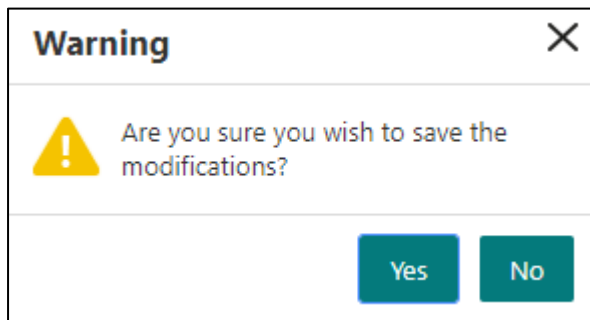 Warning
Are you sure you wish to save the
modifications?
Yes No